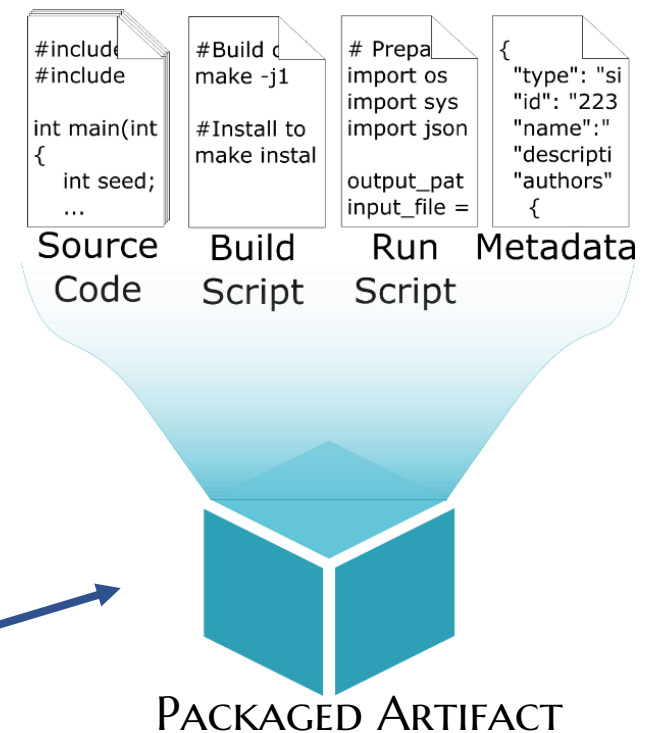 #include
#include
int main(int
{
int seed;
...
Source
Code
#Build c
make -j1
#Install to
make instal
Build
Script
# Prepa
import os
import sys
import json
output_pat
input_file =
Run
Script
{
"type": "si
"id": "223
"name":"
"descripti
"authors"
{
Metadata
PACKAGED ARTIFACT